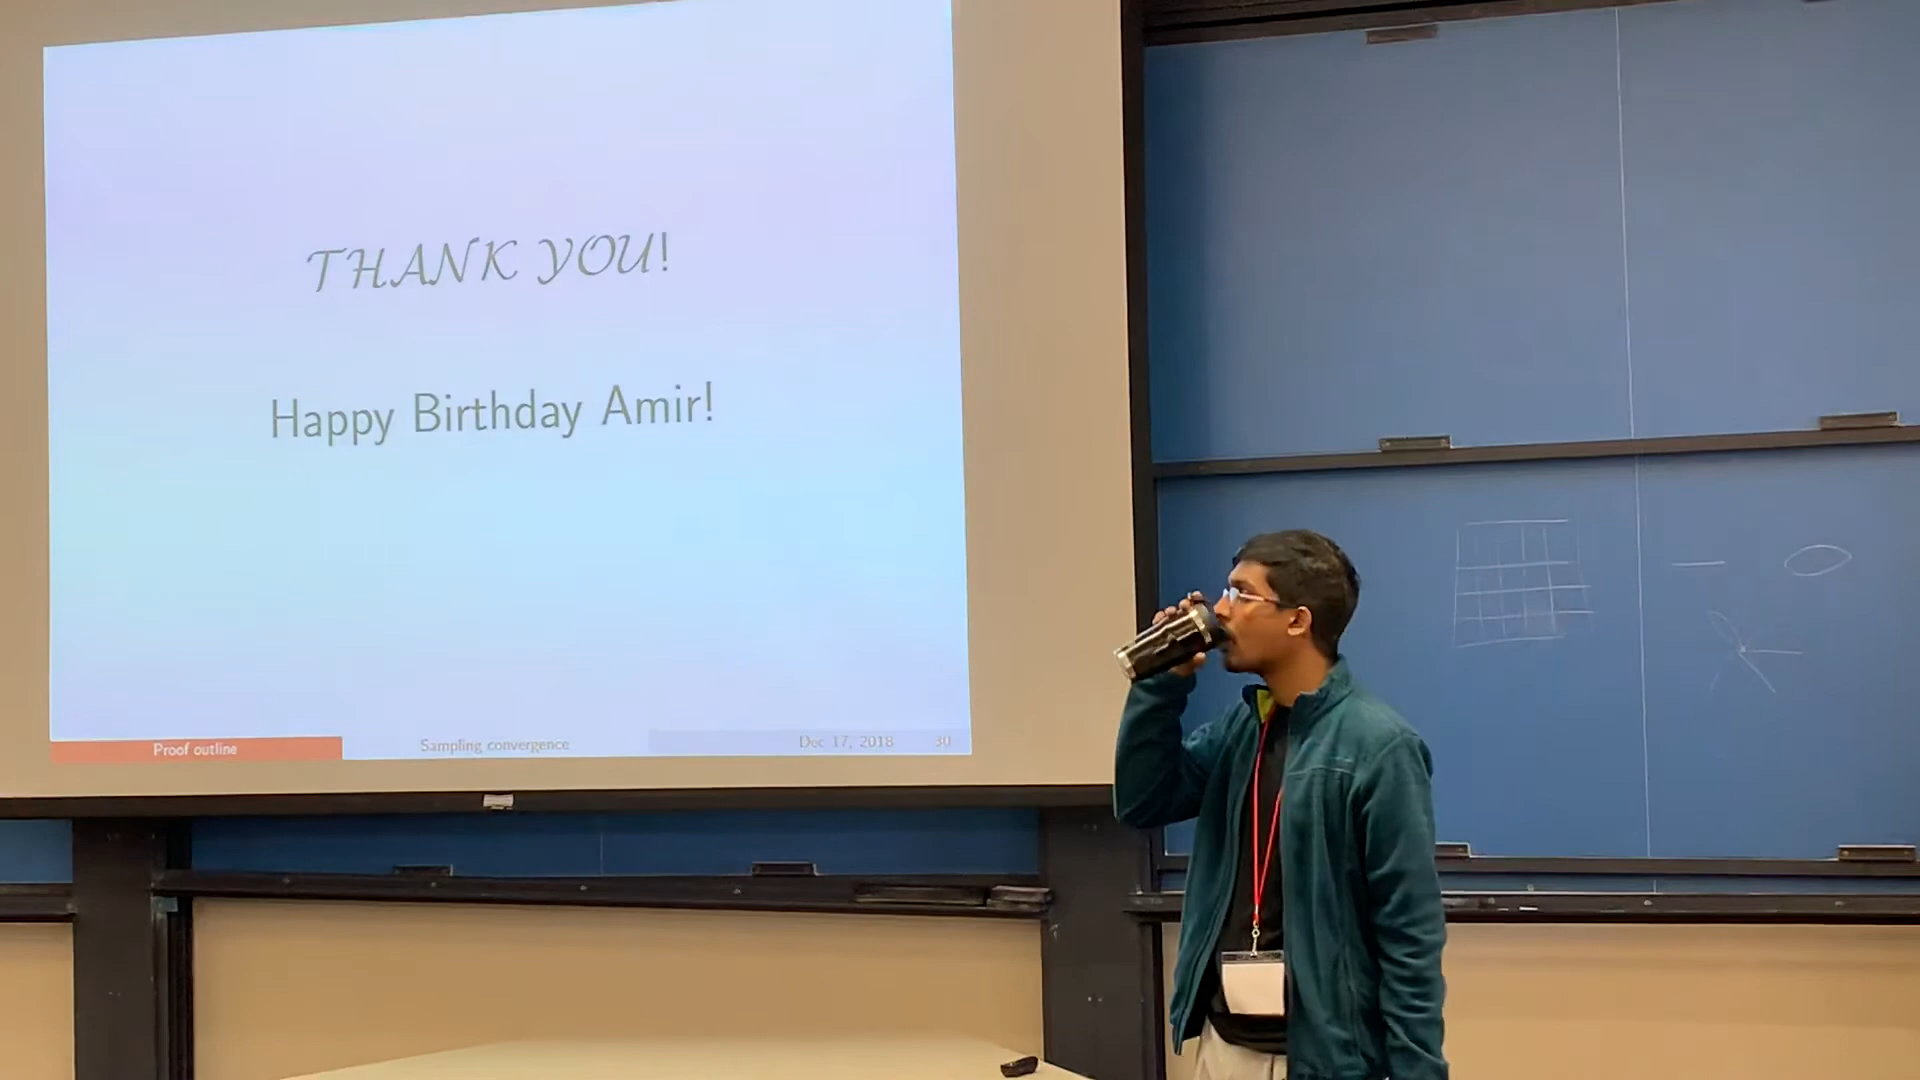 THANK YOU!
Happy Birthday Amir!
Proof outline
Sampling convergence
Dec 17, 2018
30